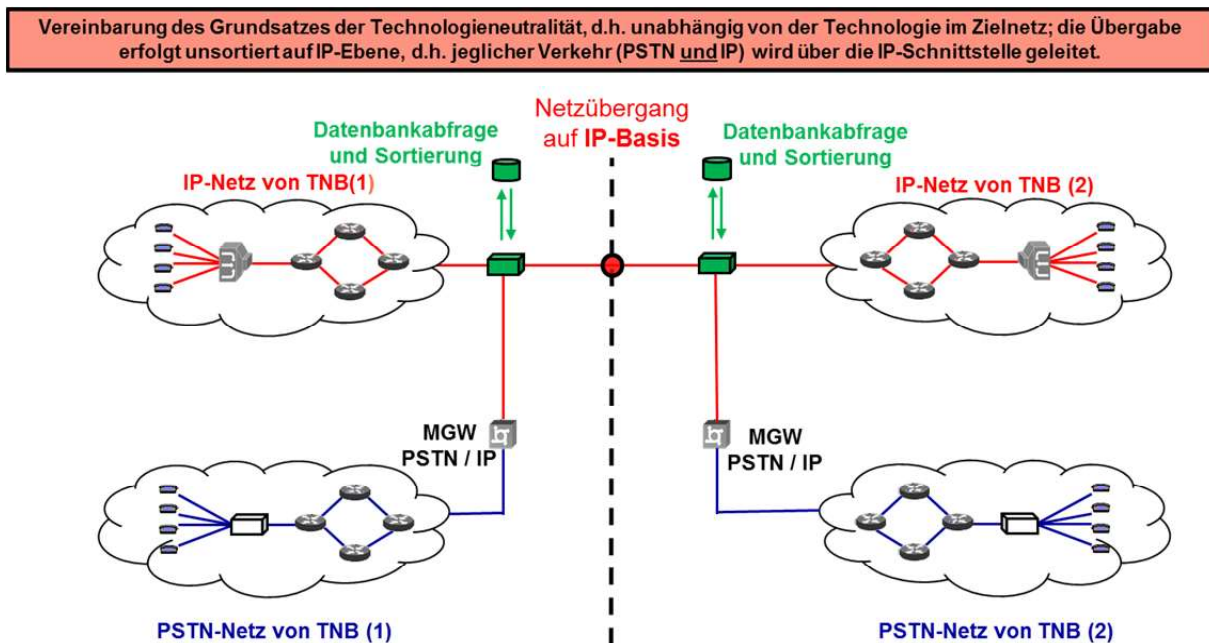 Vereinbarung des Grundsatzes der Technologieneutralität, d.h. unabhängig von der Technologie im Zielnetz; die Übergabe
erfolgt unsortiert auf IP-Ebene, d.h. jeglicher Verkehr (PSTN und IP) wird über die IP-Schnittstelle geleitet.
Netzübergang
auf IP-Basis
Datenbankabfrage
und Sortierung
Datenbankabfrage
und Sortierung
IP-Netz von TNB(1)
IP-Netz von TNB (2)
MGW
PSTN / IP
MGW
PSTN / IP
PSTN-Netz von TNB (1)
PSTN-Netz von TNB (2)